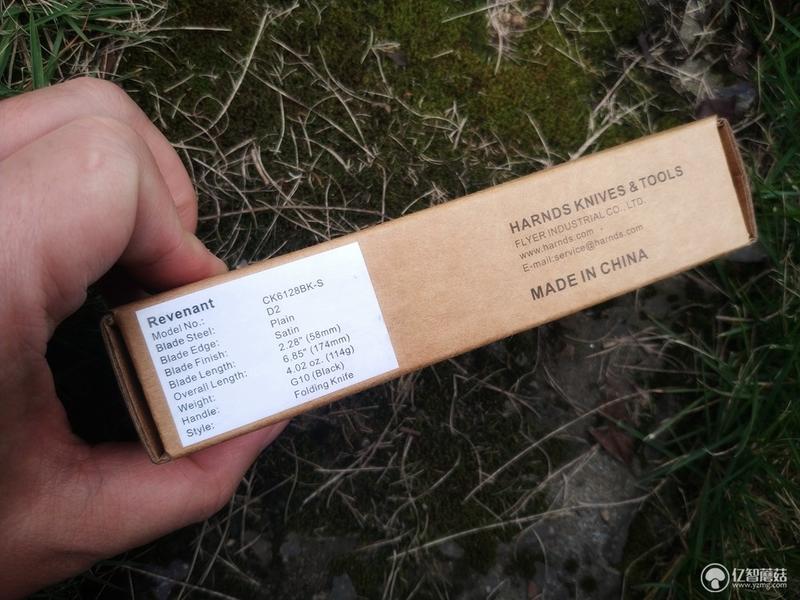 Revenant
Model No.: CK6128BK-S
Blade Steel: D2
Blade Edge: Plain
Blade Finish: Satin
Blade Length: 2.28" (58mm)
Overall Length: 6.85" (174mm)
Weight: 4.02 oz. (114g)
Handle: G10 (Black)
Style: Folding Knife
HARNDS KNIVES & TOOLS
FLYER INDUSTRIAL CO., LTD.
www.harnds.com
E-mail:service@harnds.com
MADE IN CHINA
亿智蘑菇
www.yzmg.com